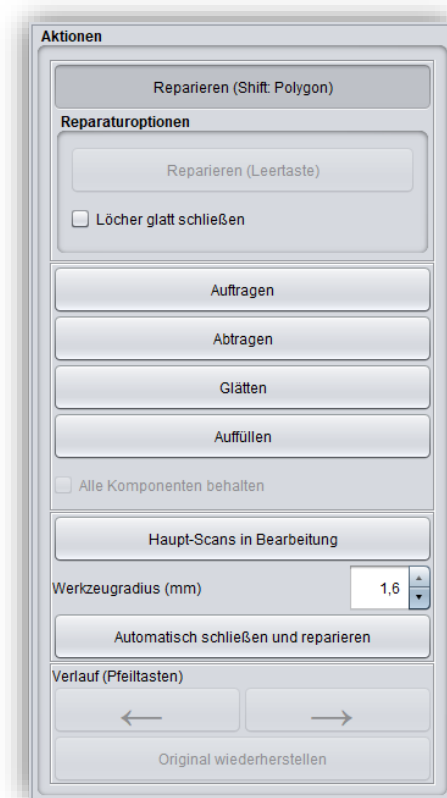 Aktionen
Reparieren (Shift: Polygon)
Reparaturoptionen
Reparieren (Leertaste)
Löcher glatt schließen
Auftragen
Abtragen
Glätten
Auffüllen
Alle Komponenten behalten
Haupt-Scans in Bearbeitung
Werkzeugradius (mm) 1,6
Automatisch schließen und reparieren
Verlauf (Pfeiltasten)
← →
Original wiederherstellen